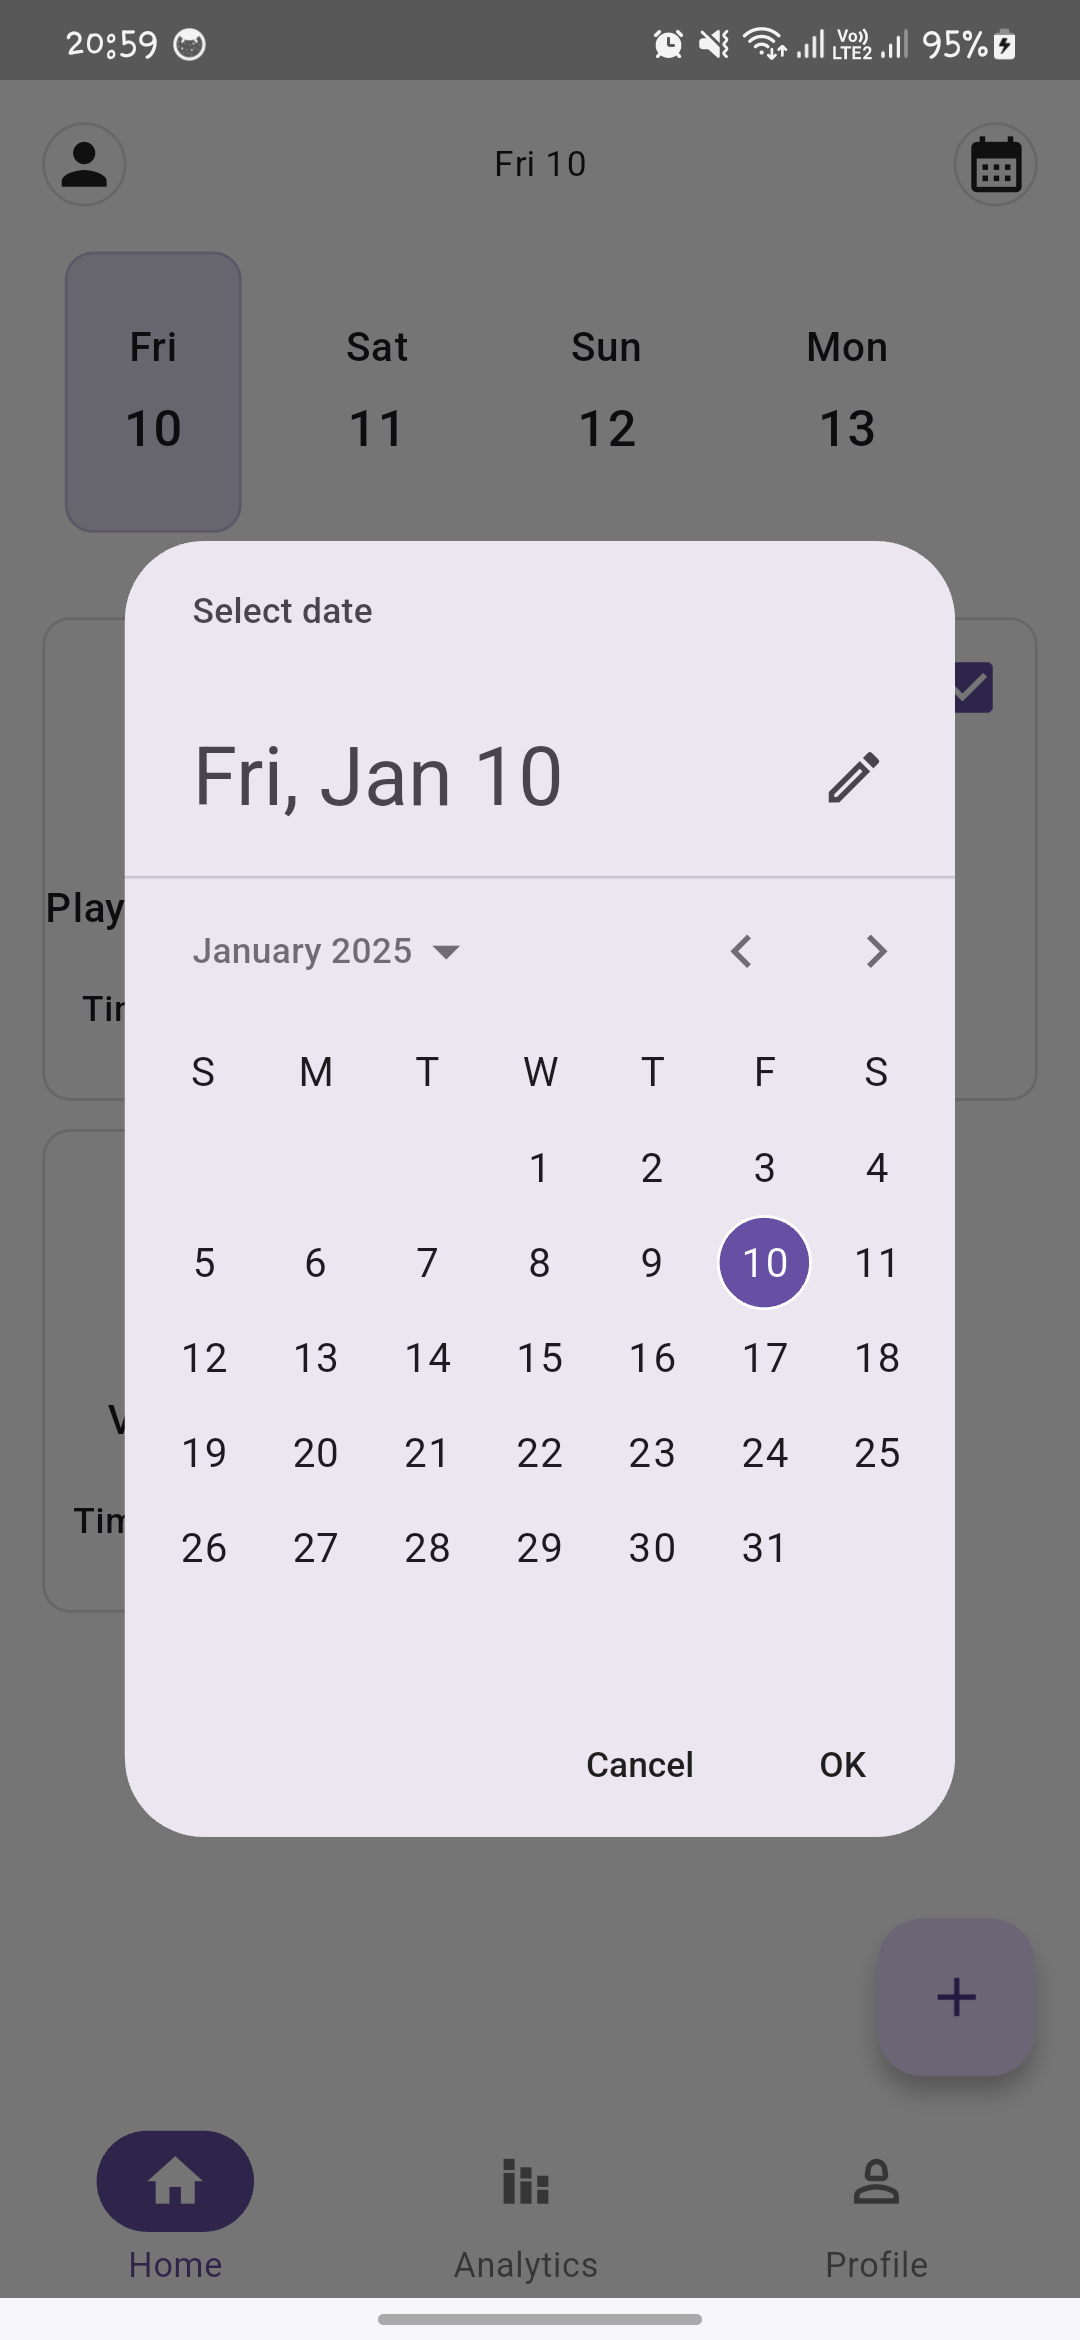 20:59 Vo)) LTE2 95%
Fri 10
Fri Sat Sun Mon
10 11 12 13
Select date
Fri, Jan 10
Play
January 2025
S M T W T F S
1 2 3 4
5 6 7 8 9 10 11
12 13 14 15 16 17 18
19 20 21 22 23 24 25
26 27 28 29 30 31
Cancel OK
+
Home Analytics Profile